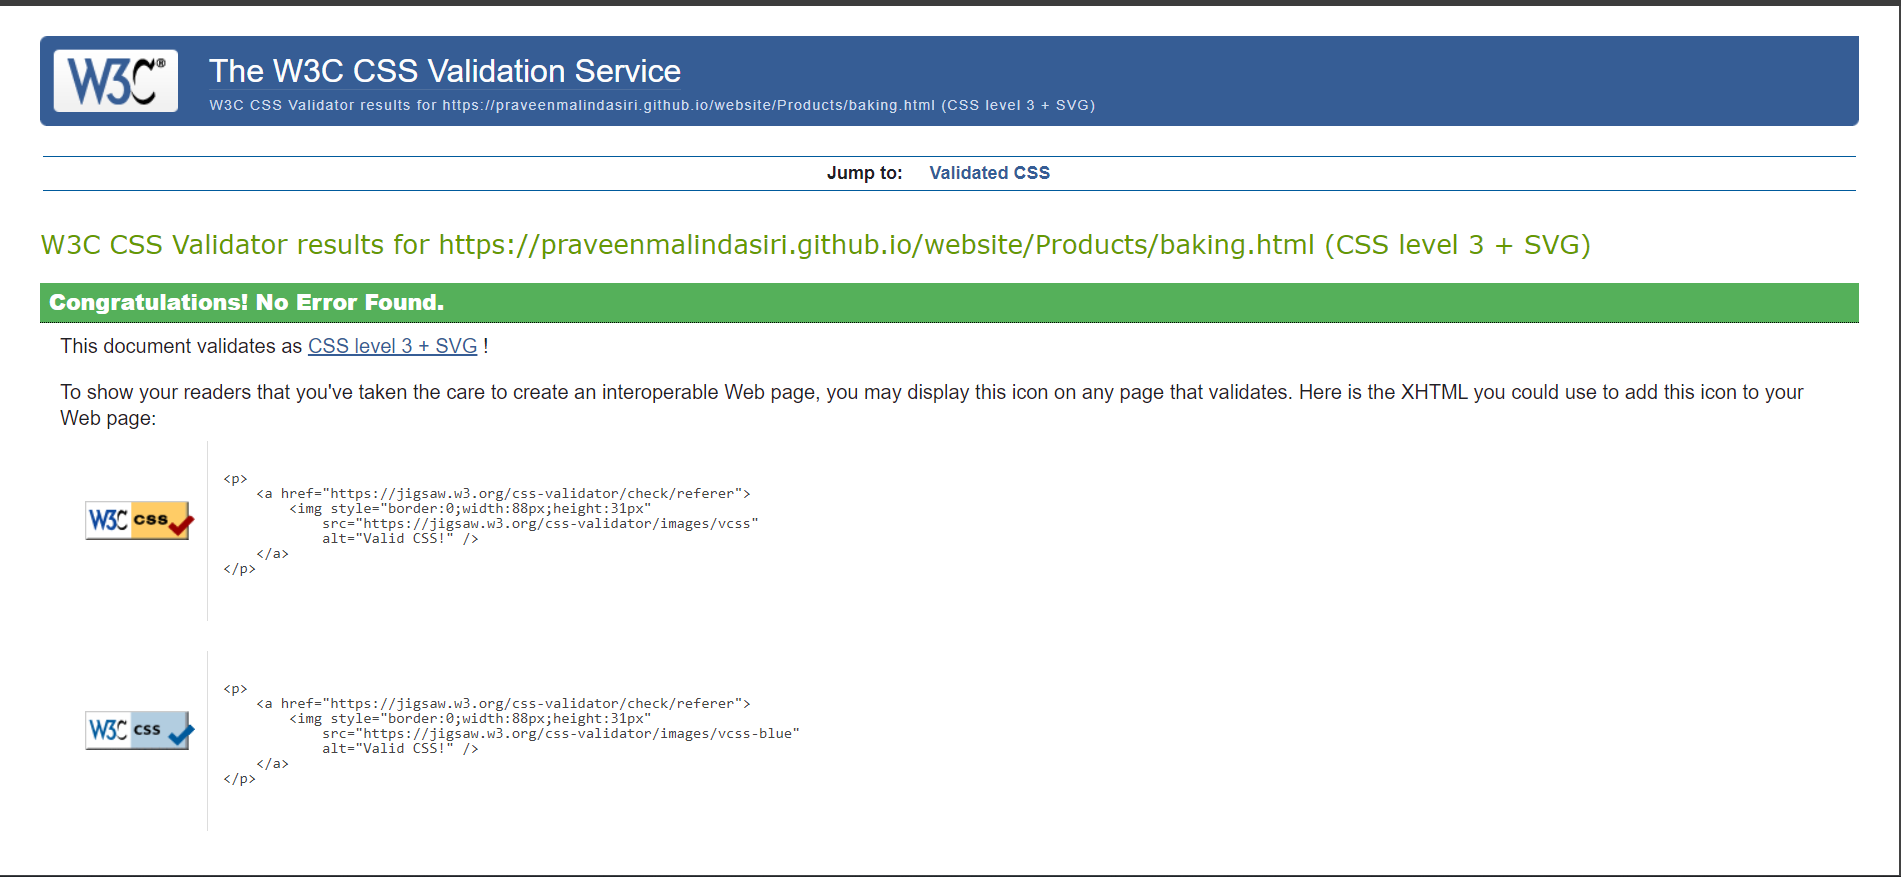 W3C®
The W3C CSS Validation Service
W3C CSS Validator results for https://praveenmalindasiri.github.io/website/Products/baking.html (CSS level 3 + SVG)
Jump to: Validated CSS
W3C CSS Validator results for https://praveenmalindasiri.github.io/website/Products/baking.html (CSS level 3 + SVG)
Congratulations! No Error Found.
This document validates as CSS level 3 + SVG !
To show your readers that you've taken the care to create an interoperable Web page, you may display this icon on any page that validates. Here is the XHTML you could use to add this icon to your
Web page:
W3C css
<p>
    <a href="https://jigsaw.w3.org/css-validator/check/referer">
        <img style="border:0;width:88px;height:31px"
            src="https://jigsaw.w3.org/css-validator/images/vcss"
            alt="Valid CSS!" />
    </a>
</p>
W3C css
<p>
    <a href="https://jigsaw.w3.org/css-validator/check/referer">
        <img style="border:0;width:88px;height:31px"
            src="https://jigsaw.w3.org/css-validator/images/vcss-blue"
            alt="Valid CSS!" />
    </a>
</p>